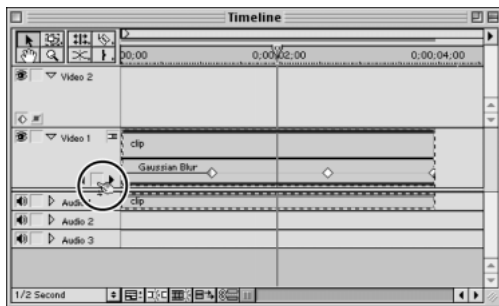 Timeline
00;00 0;00;02;00 0;00;04;00
Video 2
Video 1
clip
Gaussian Blur
clip
Audio 2
Audio 3
1/2 Second